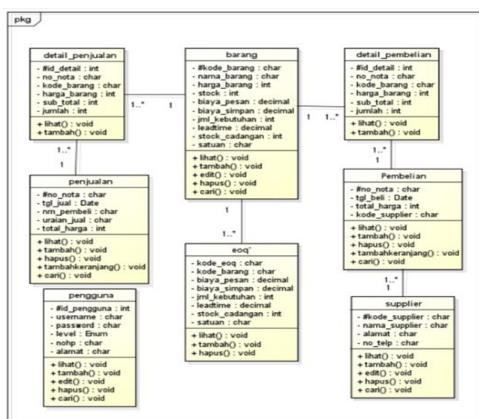 pkg
detail_penjualan
- #id_detail : int
- no_nota : char
- kode_barang : char
- harga_barang : int
- sub_total : int
- jumlah : int
+ lihat() : void
+ tambah() : void
barang
- #kode_barang : char
- nama_barang : char
- harga_barang : int
- stock : int
- biaya_pesan : decimal
- biaya_simpan : decimal
- jml_kebutuhan : int
- leadtime : decimal
- stock_cadangan : int
- satuan : char
+ lihat() : void
+ tambah() : void
+ edit() : void
+ hapus() : void
+ cari() : void
detail_pembelian
- #id_detail : int
- no_nota : char
- kode_barang : char
- harga_barang : int
- sub_total : int
- jumlah : int
+ lihat() : void
+ tambah() : void
1..*
1
1
1..*
1..*
1
1..*
1
penjualan
- #no_nota : char
- tgl_jual : Date
- nm_pembeli : char
- uraian_jual : char
- total_harga : int
+ lihat() : void
+ tambah() : void
+ hapus() : void
+ tambahkeranjang() : void
+ cari() : void
Pembelian
- #no_nota : char
- tgl_beli : Date
- total_harga : int
- kode_supplier : char
+ lihat() : void
+ tambah() : void
+ hapus() : void
+ tambahkeranjang() : void
+ cari() : void
1
1..*
eoq`
- kode_eoq : char
- kode_barang : char
- biaya_pesan : decimal
- biaya_simpan : decimal
- jml_kebutuhan : int
- leadtime : decimal
- stock_cadangan : int
- satuan : char
+ lihat() : void
+ tambah() : void
+ hapus() : void
1..*
1
pengguna
- #id_pengguna : int
- username : char
- password : char
- level : Enum
- nohp : char
- alamat : char
+ lihat() : void
+ tambah() : void
+ edit() : void
+ hapus() : void
+ cari() : void
supplier
- #kode_supplier : char
- nama_supplier : char
- alamat : char
- no_telp : char
+ lihat() : void
+ tambah() : void
+ edit() : void
+ hapus() : void
+ cari() : void